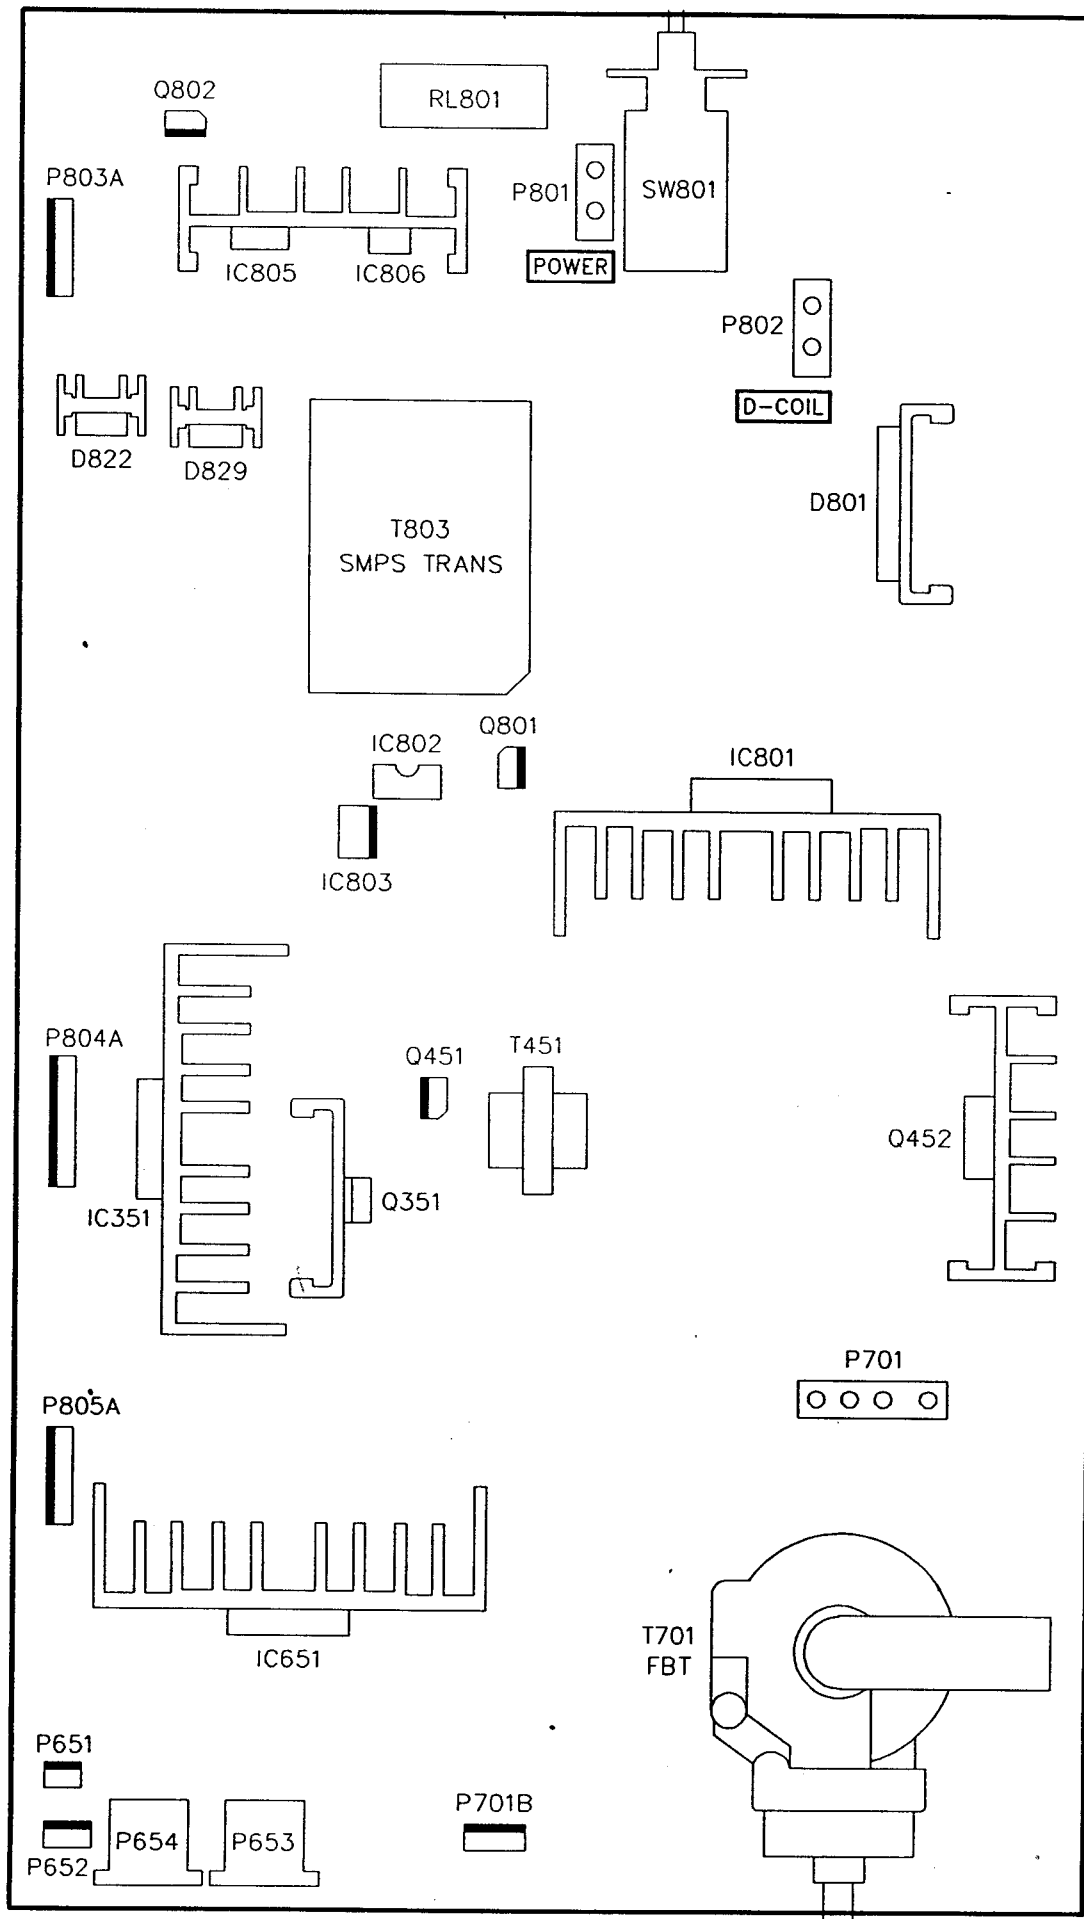 Q802
RL801
P803A
P801
SW801
IC805
IC806
POWER
P802
D-COIL
D822
D829
D801
T803
SMPS TRANS
Q801
IC802
IC801
IC803
P804A
Q451
T451
Q452
IC351
Q351
P701
P805A
T701
FBT
IC651
P651
P701B
P654
P653
P652